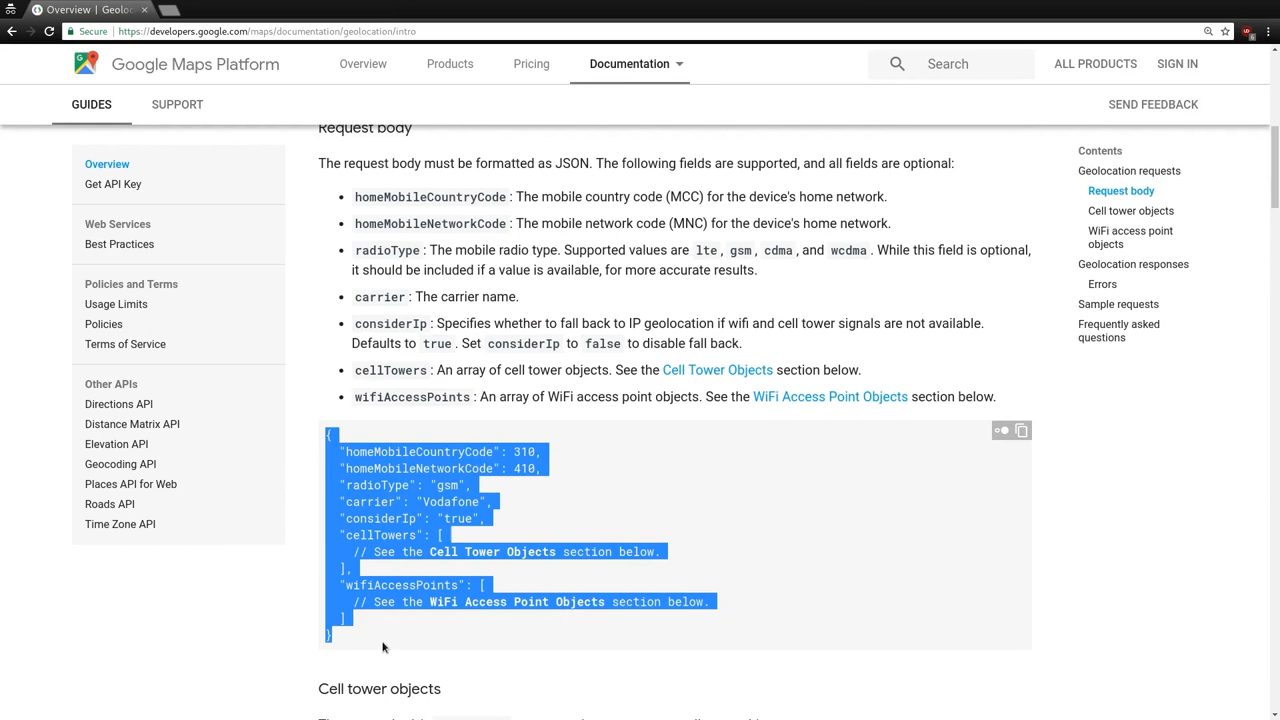 Overview | Geoloc
Secure https://developers.google.com/maps/documentation/geolocation/intro
Google Maps Platform Overview Products Pricing Documentation Search ALL PRODUCTS SIGN IN
GUIDES SUPPORT SEND FEEDBACK
Overview
Get API Key
Web Services
Best Practices
Policies and Terms
Usage Limits
Policies
Terms of Service
Other APIs
Directions API
Distance Matrix API
Elevation API
Geocoding API
Places API for Web
Roads API
Time Zone API
Request body
The request body must be formatted as JSON. The following fields are supported, and all fields are optional:
• homeMobileCountryCode: The mobile country code (MCC) for the device's home network.
• homeMobileNetworkCode: The mobile network code (MNC) for the device's home network.
• radioType: The mobile radio type. Supported values are lte, gsm, cdma, and wcdma. While this field is optional,
it should be included if a value is available, for more accurate results.
• carrier: The carrier name.
• considerIp: Specifies whether to fall back to IP geolocation if wifi and cell tower signals are not available.
Defaults to true. Set considerIp to false to disable fall back.
• cellTowers: An array of cell tower objects. See the Cell Tower Objects section below.
• wifiAccessPoints: An array of WiFi access point objects. See the WiFi Access Point Objects section below.
{
"homeMobileCountryCode": 310,
"homeMobileNetworkCode": 410,
"radioType": "gsm",
"carrier": "Vodafone",
"considerIp": "true",
"cellTowers": [
// See the Cell Tower Objects section below.
],
"wifiAccessPoints": [
// See the WiFi Access Point Objects section below.
]
}
Cell tower objects
Contents
Geolocation requests
Request body
Cell tower objects
WiFi access point
objects
Geolocation responses
Errors
Sample requests
Frequently asked
questions